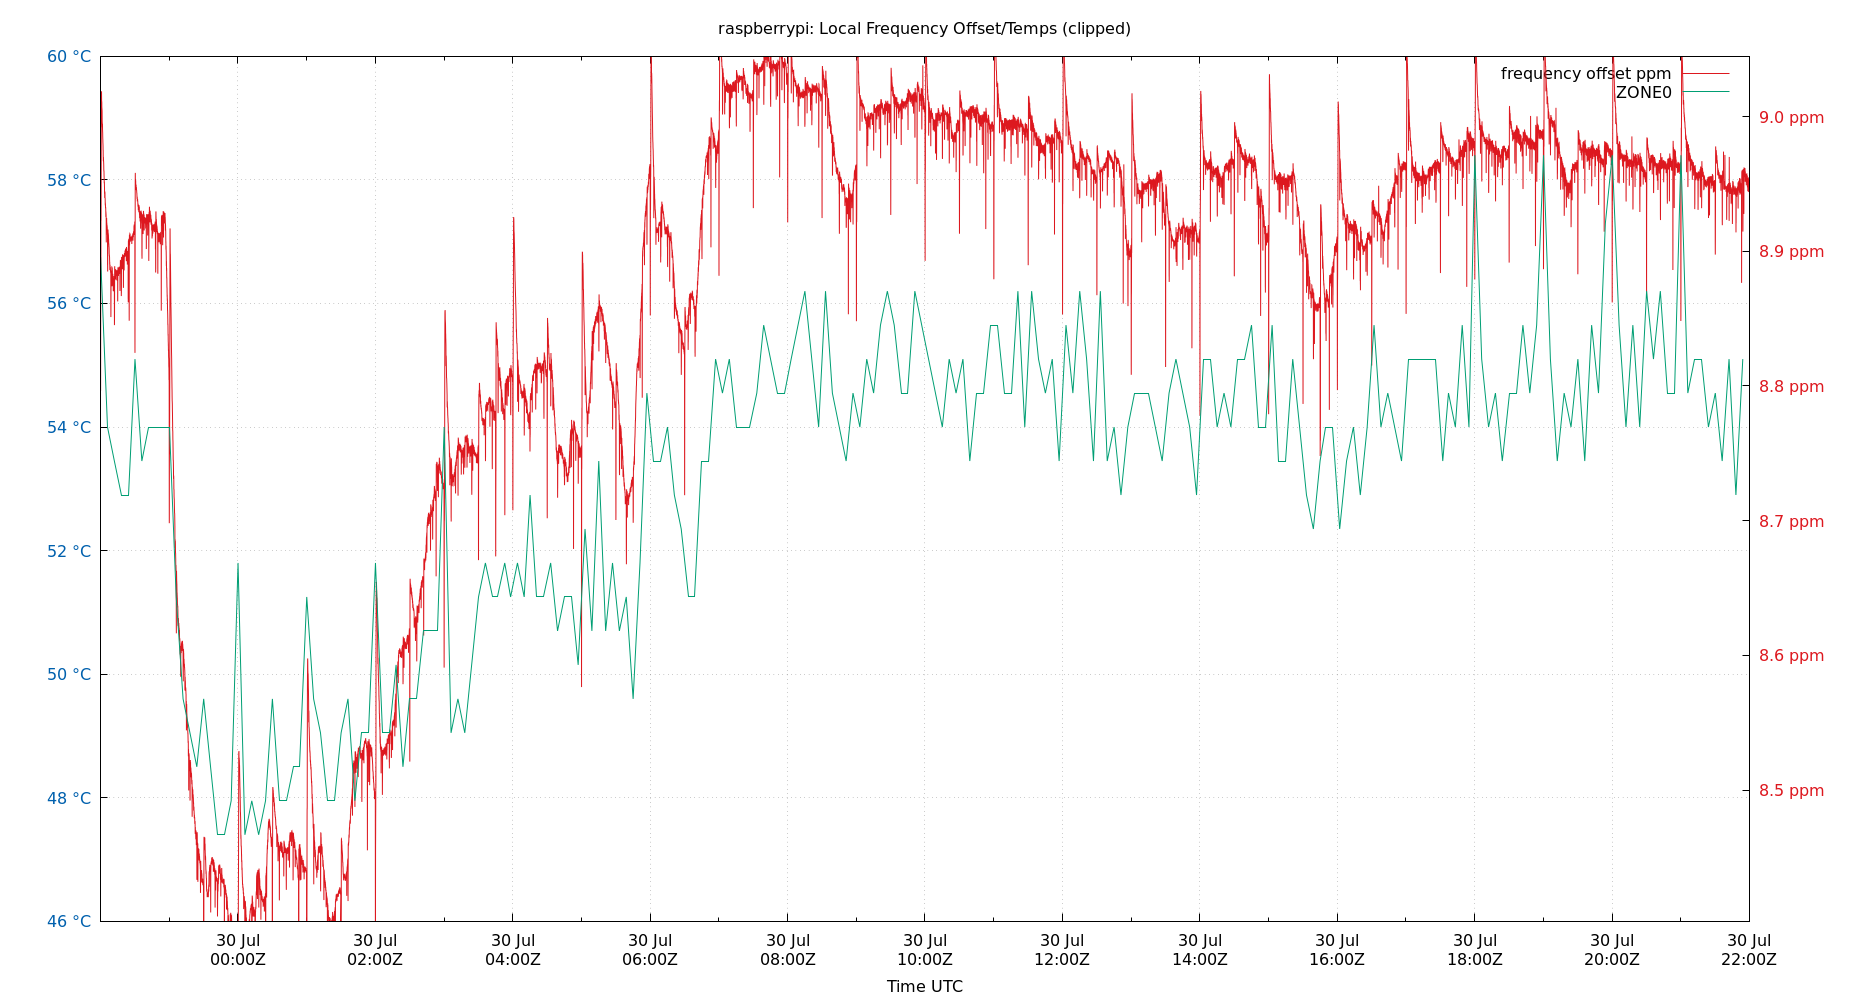 raspberrypi: Local Frequency Offset/Temps (clipped)
60 °C
58 °C
56 °C
54 °C
52 °C
50 °C
48 °C
46 °C
frequency offset ppm
ZONE0
9.0 ppm
8.9 ppm
8.8 ppm
8.7 ppm
8.6 ppm
8.5 ppm
30 Jul 30 Jul 30 Jul 30 Jul 30 Jul 30 Jul 30 Jul 30 Jul 30 Jul 30 Jul 30 Jul 30 Jul
00:00Z 02:00Z 04:00Z 06:00Z 08:00Z 10:00Z 12:00Z 14:00Z 16:00Z 18:00Z 20:00Z 22:00Z
Time UTC